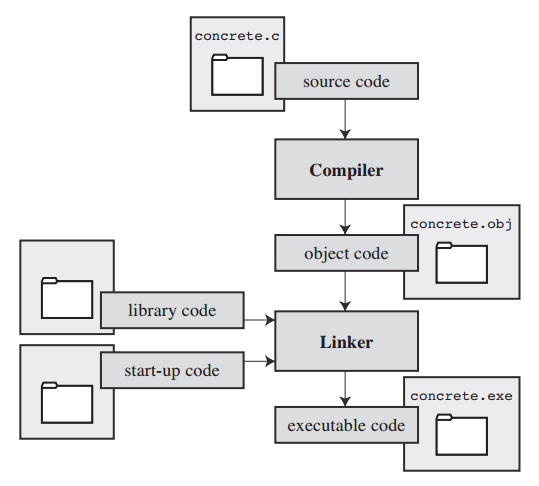 concrete.c
source code
Compiler
concrete.obj
object code
library code
Linker
start-up code
concrete.exe
executable code